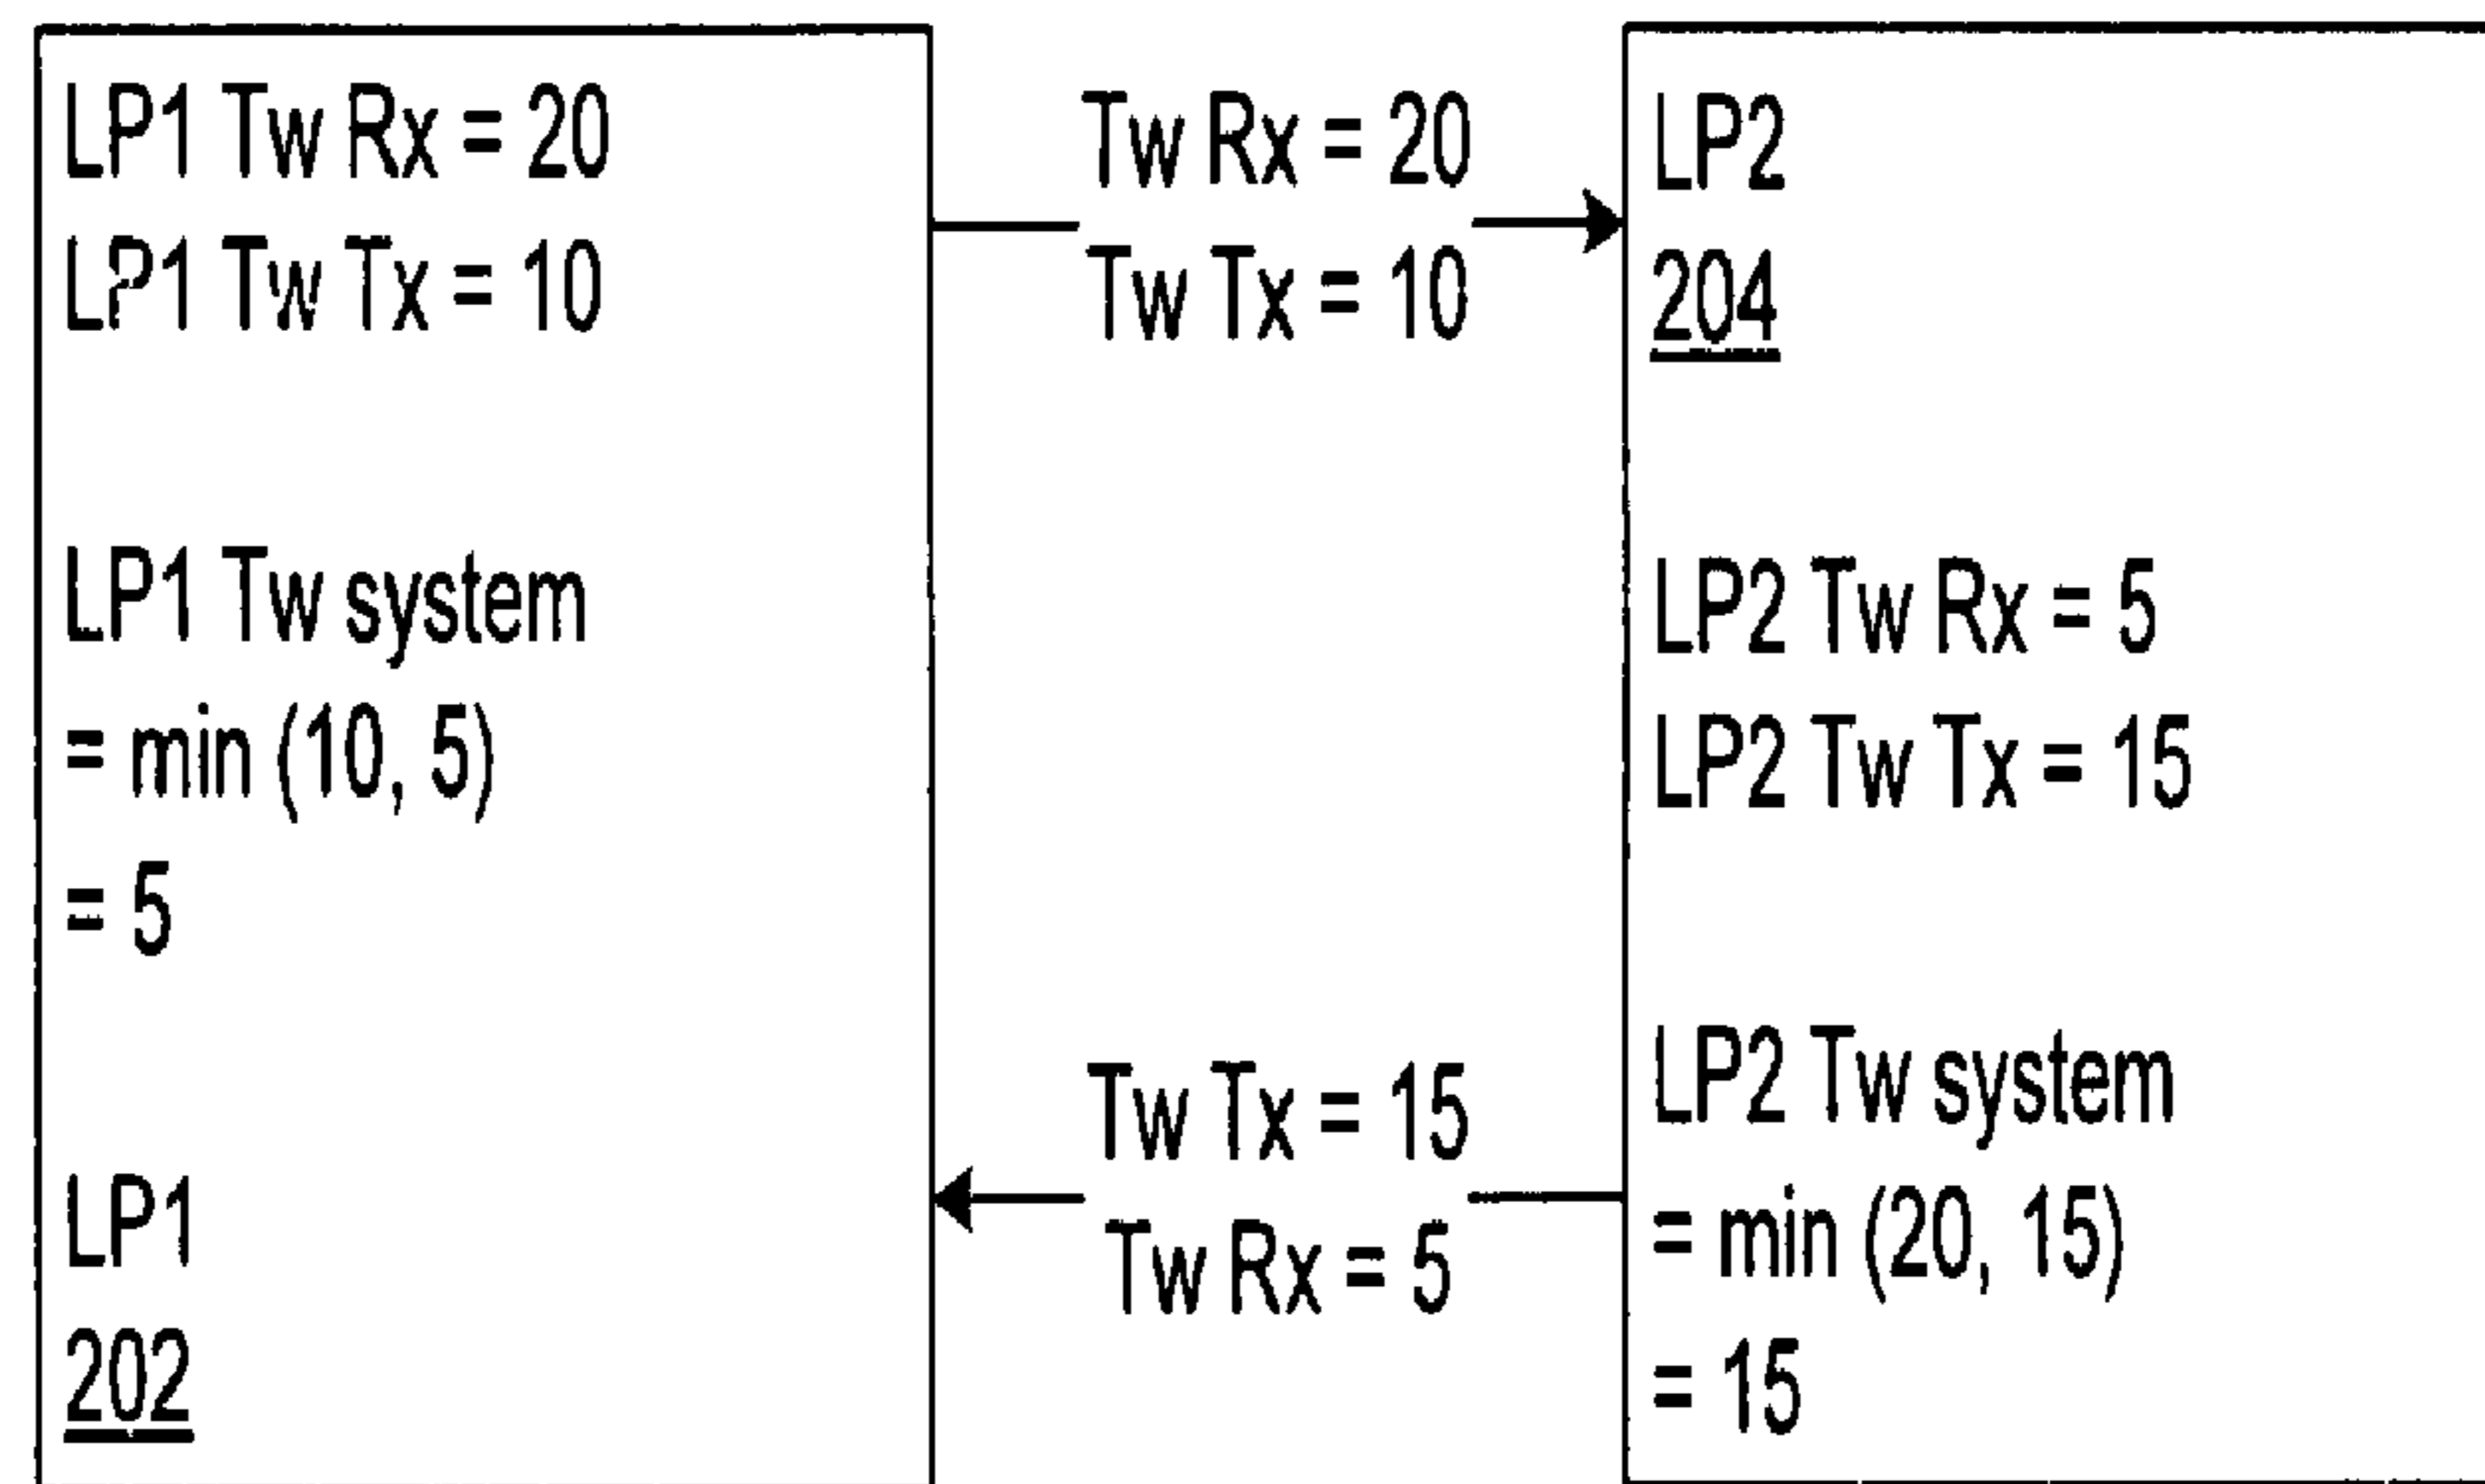 LP1 Tw Rx = 20
LP1 Tw Tx = 10
LP1 Tw system
= min (10, 5)
= 5
LP1
202
Tw Rx = 20
Tw Tx = 10
Tw Tx = 15
Tw Rx = 5
LP2
204
LP2 Tw Rx = 5
LP2 Tw Tx = 15
LP2 Tw system
= min (20, 15)
= 15